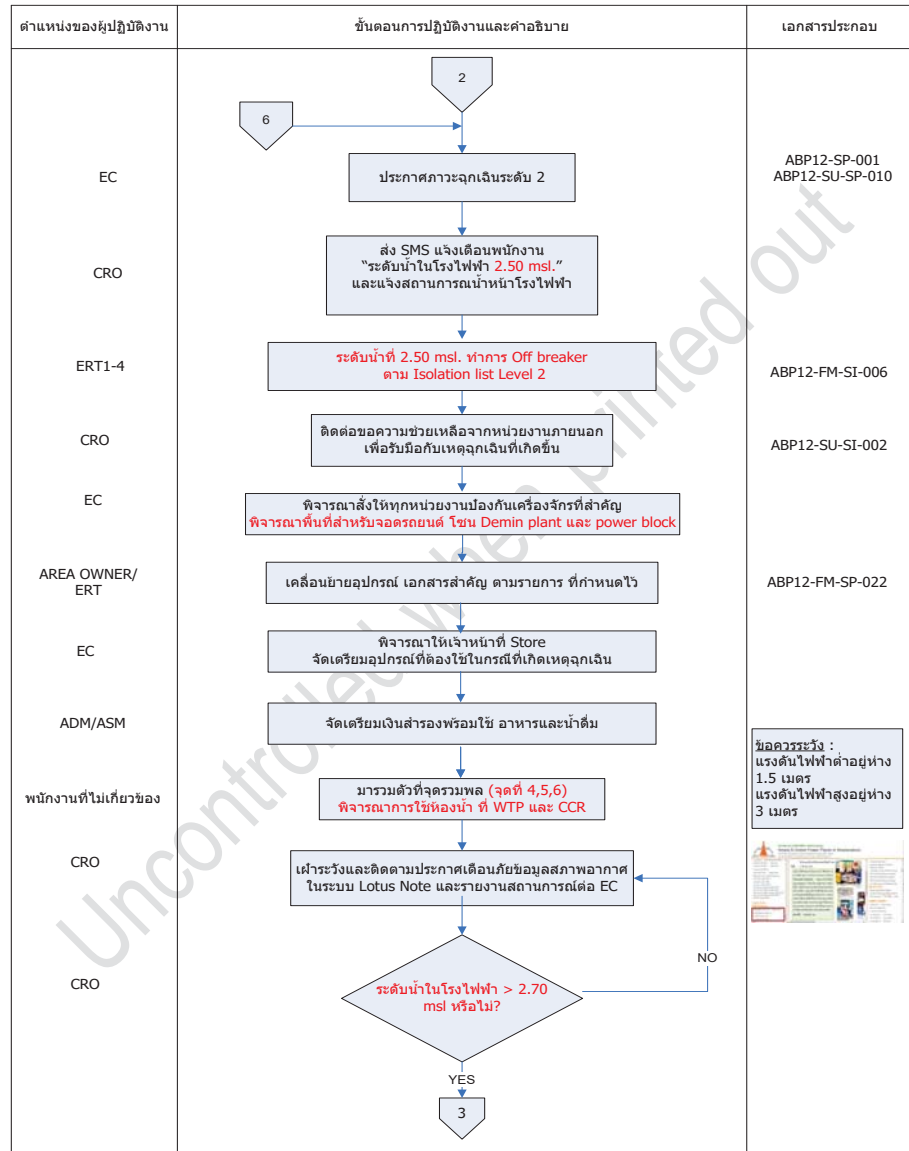 ตำแหน่งของผู้ปฏิบัติงาน
ขั้นตอนการปฏิบัติงานและคำอธิบาย
เอกสารประกอบ
2
6
EC
ประกาศภาวะฉุกเฉินระดับ 2
ABP12-SP-001
ABP12-SU-SP-010
CRO
ส่ง SMS แจ้งเตือนพนักงาน
“ระดับน้ำในโรงไฟฟ้า 2.50 msl.”
และแจ้งสถานการณ์น้ำหน้าโรงไฟฟ้า
ERT1-4
ระดับน้ำที่ 2.50 msl. ทำการ Off breaker
ตาม Isolation list Level 2
ABP12-FM-SI-006
CRO
ติดต่อขอความช่วยเหลือจากหน่วยงานภายนอก
เพื่อรับมือกับเหตุฉุกเฉินที่เกิดขึ้น
ABP12-SU-SI-002
EC
พิจารณาสั่งให้ทุกหน่วยงานป้องกันเครื่องจักรที่สำคัญ
พิจารณาพื้นที่สำหรับจอดรถยนต์ โซน Demin plant และ power block
AREA OWNER/
ERT
เคลื่อนย้ายอุปกรณ์ เอกสารสำคัญ ตามรายการ ที่กำหนดไว้
ABP12-FM-SP-022
EC
พิจารณาให้เจ้าหน้าที่ Store
จัดเตรียมอุปกรณ์ที่ต้องใช้ในกรณีที่เกิดเหตุฉุกเฉิน
ADM/ASM
จัดเตรียมเงินสำรองพร้อมใช้ อาหารและน้ำดื่ม
ข้อควรระวัง :
แรงดันไฟฟ้าต่ำอยู่ห่าง
1.5 เมตร
แรงดันไฟฟ้าสูงอยู่ห่าง
3 เมตร
พนักงานที่ไม่เกี่ยวข้อง
มารวมตัวที่จุดรวมพล (จุดที่ 4,5,6)
พิจารณาการใช้ห้องน้ำ ที่ WTP และ CCR
CRO
เฝ้าระวังและติดตามประกาศเตือนภัยข้อมูลสภาพอากาศ
ในระบบ Lotus Note และรายงานสถานการณ์ต่อ EC
NO
CRO
ระดับน้ำในโรงไฟฟ้า > 2.70
msl หรือไม่?
YES
3
Uncontrolled when printed out